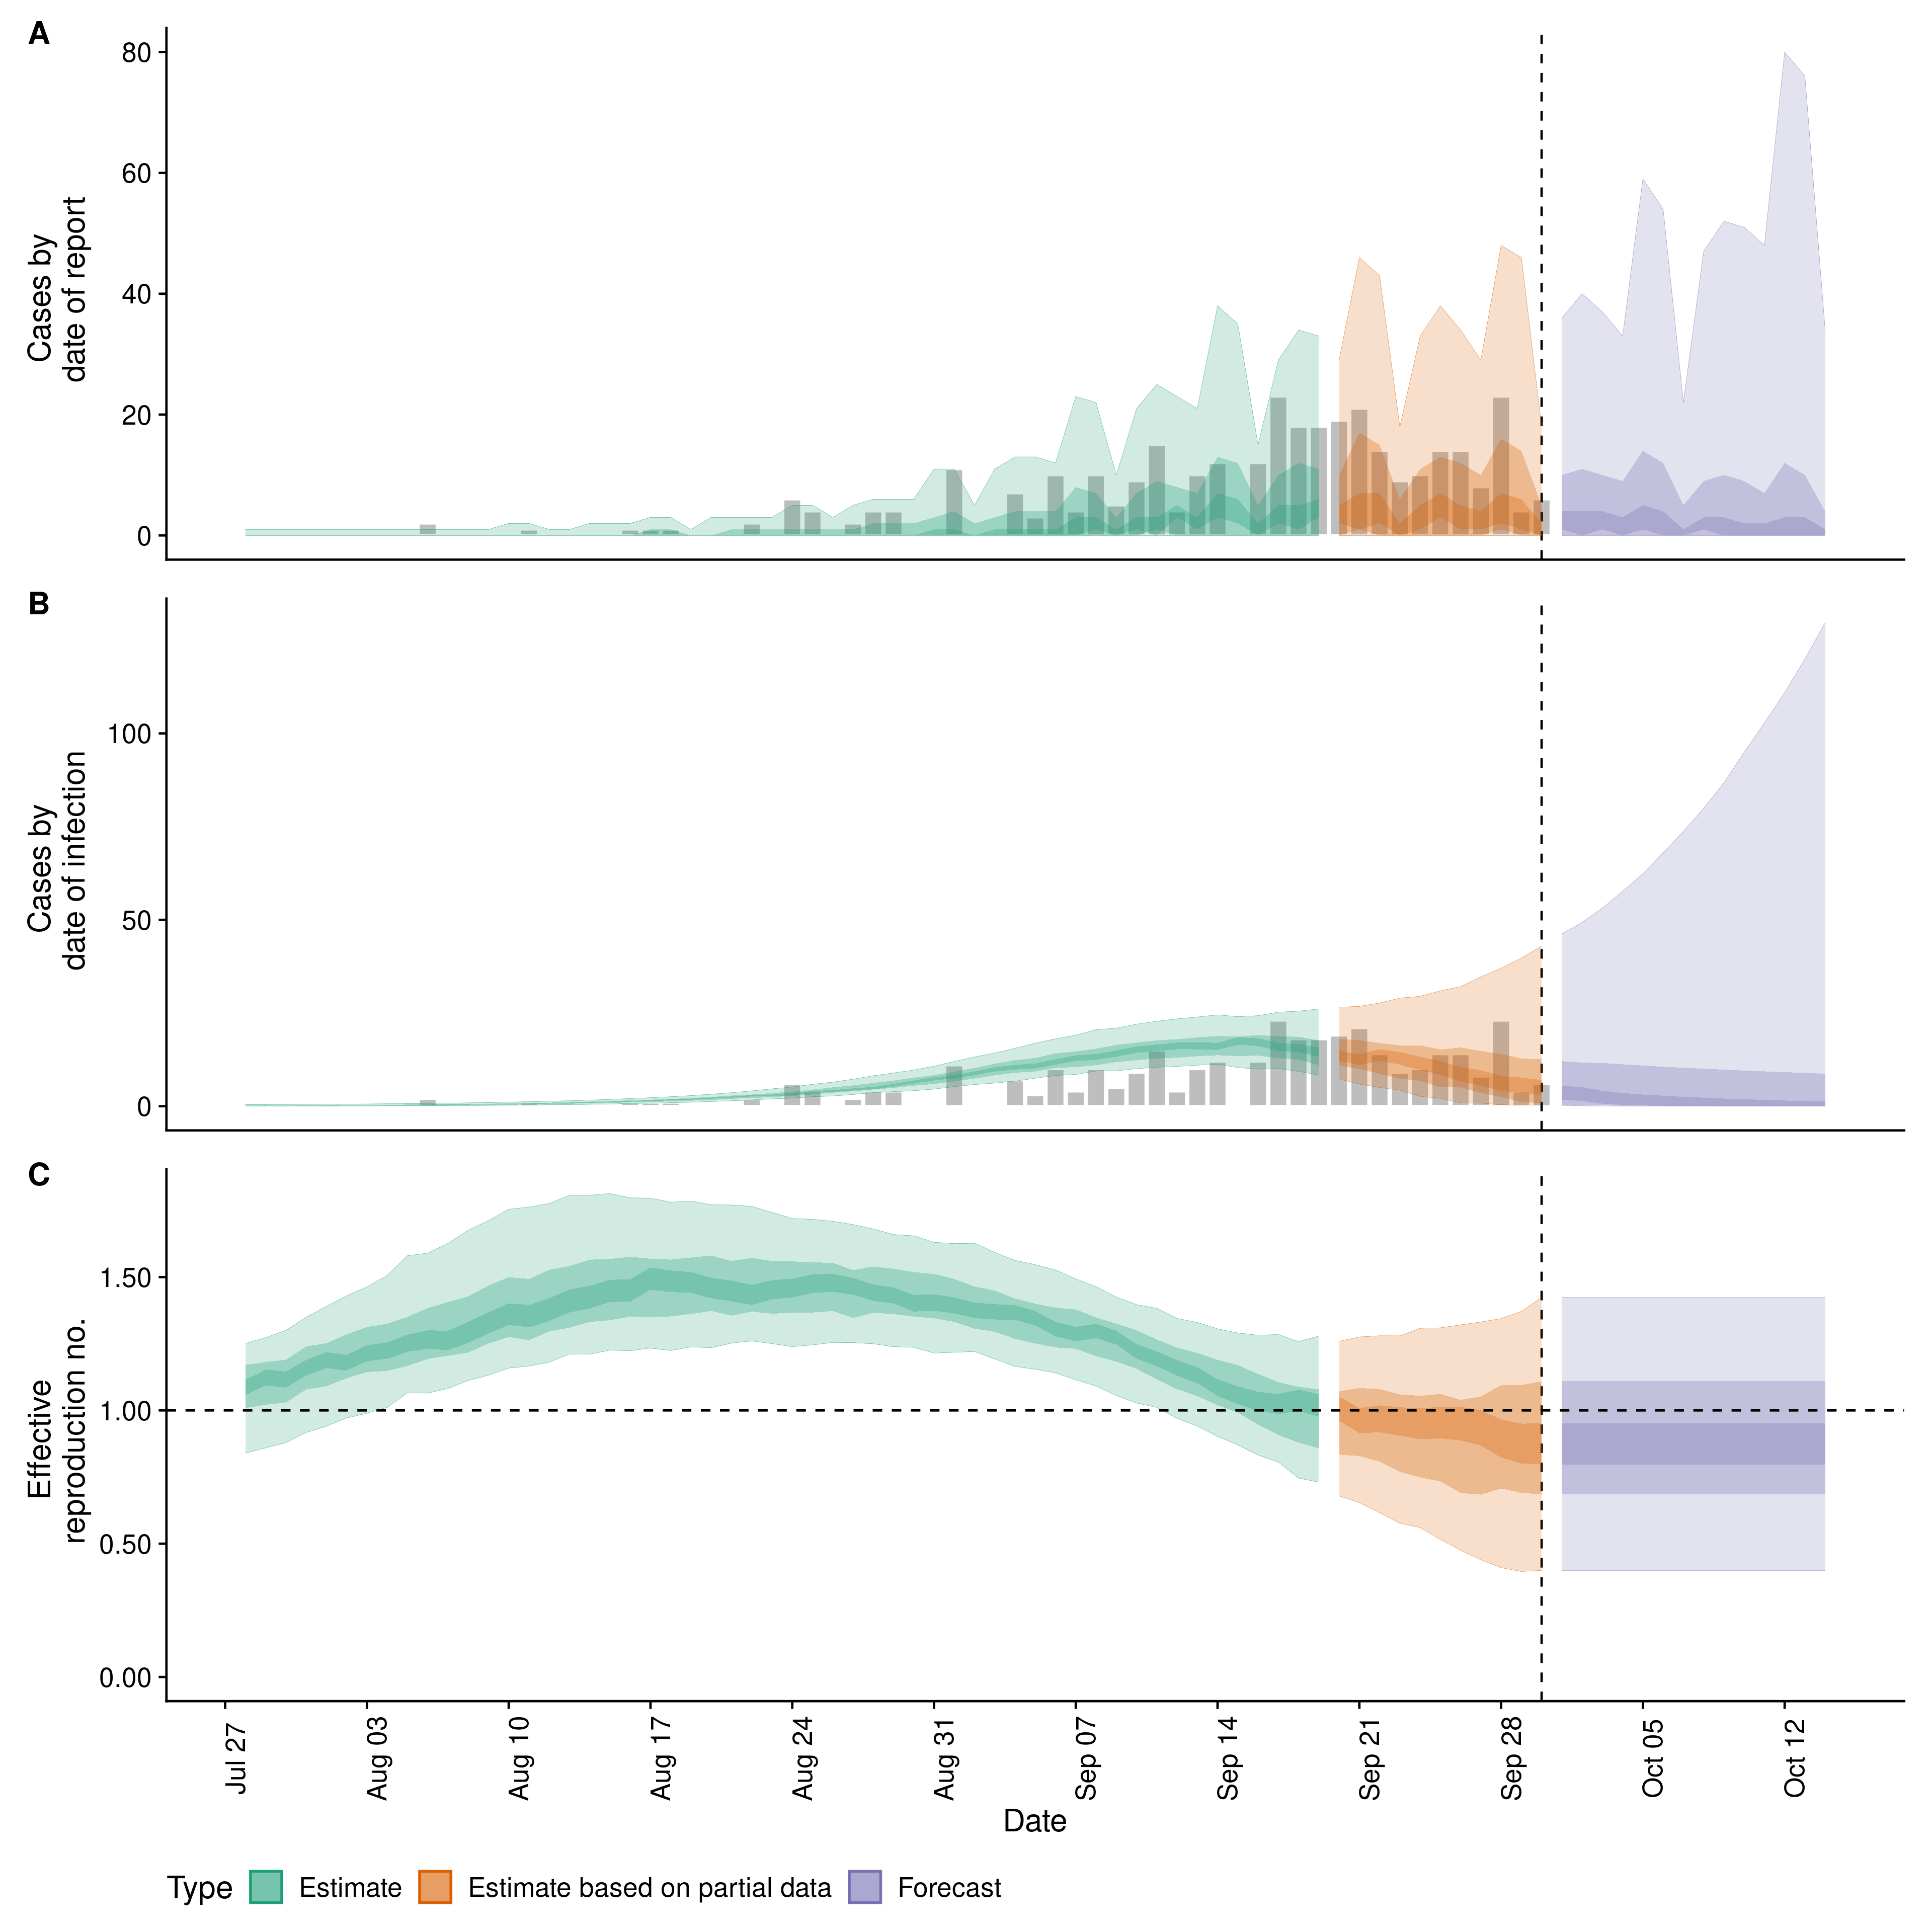 A
80
60
40
20
0
Cases by
date of report
B
100
50
0
Cases by
date of infection
C
1.50
1.00
0.50
0.00
Effective
reproduction no.
Jul 27
Aug 03
Aug 10
Aug 17
Aug 24
Aug 31
Sep 07
Sep 14
Sep 21
Sep 28
Oct 05
Oct 12
Date
Type Estimate Estimate based on partial data Forecast